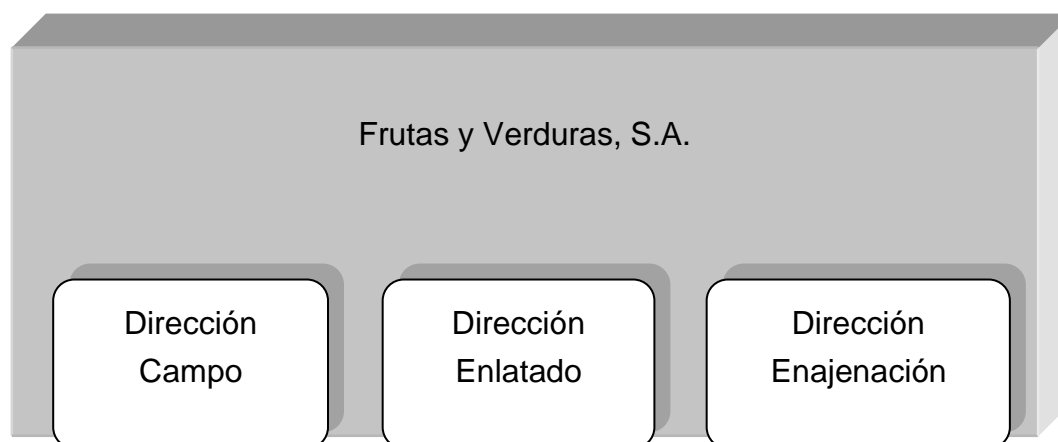 Frutas y Verduras, S.A.
Dirección
Campo
Dirección
Enlatado
Dirección
Enajenación